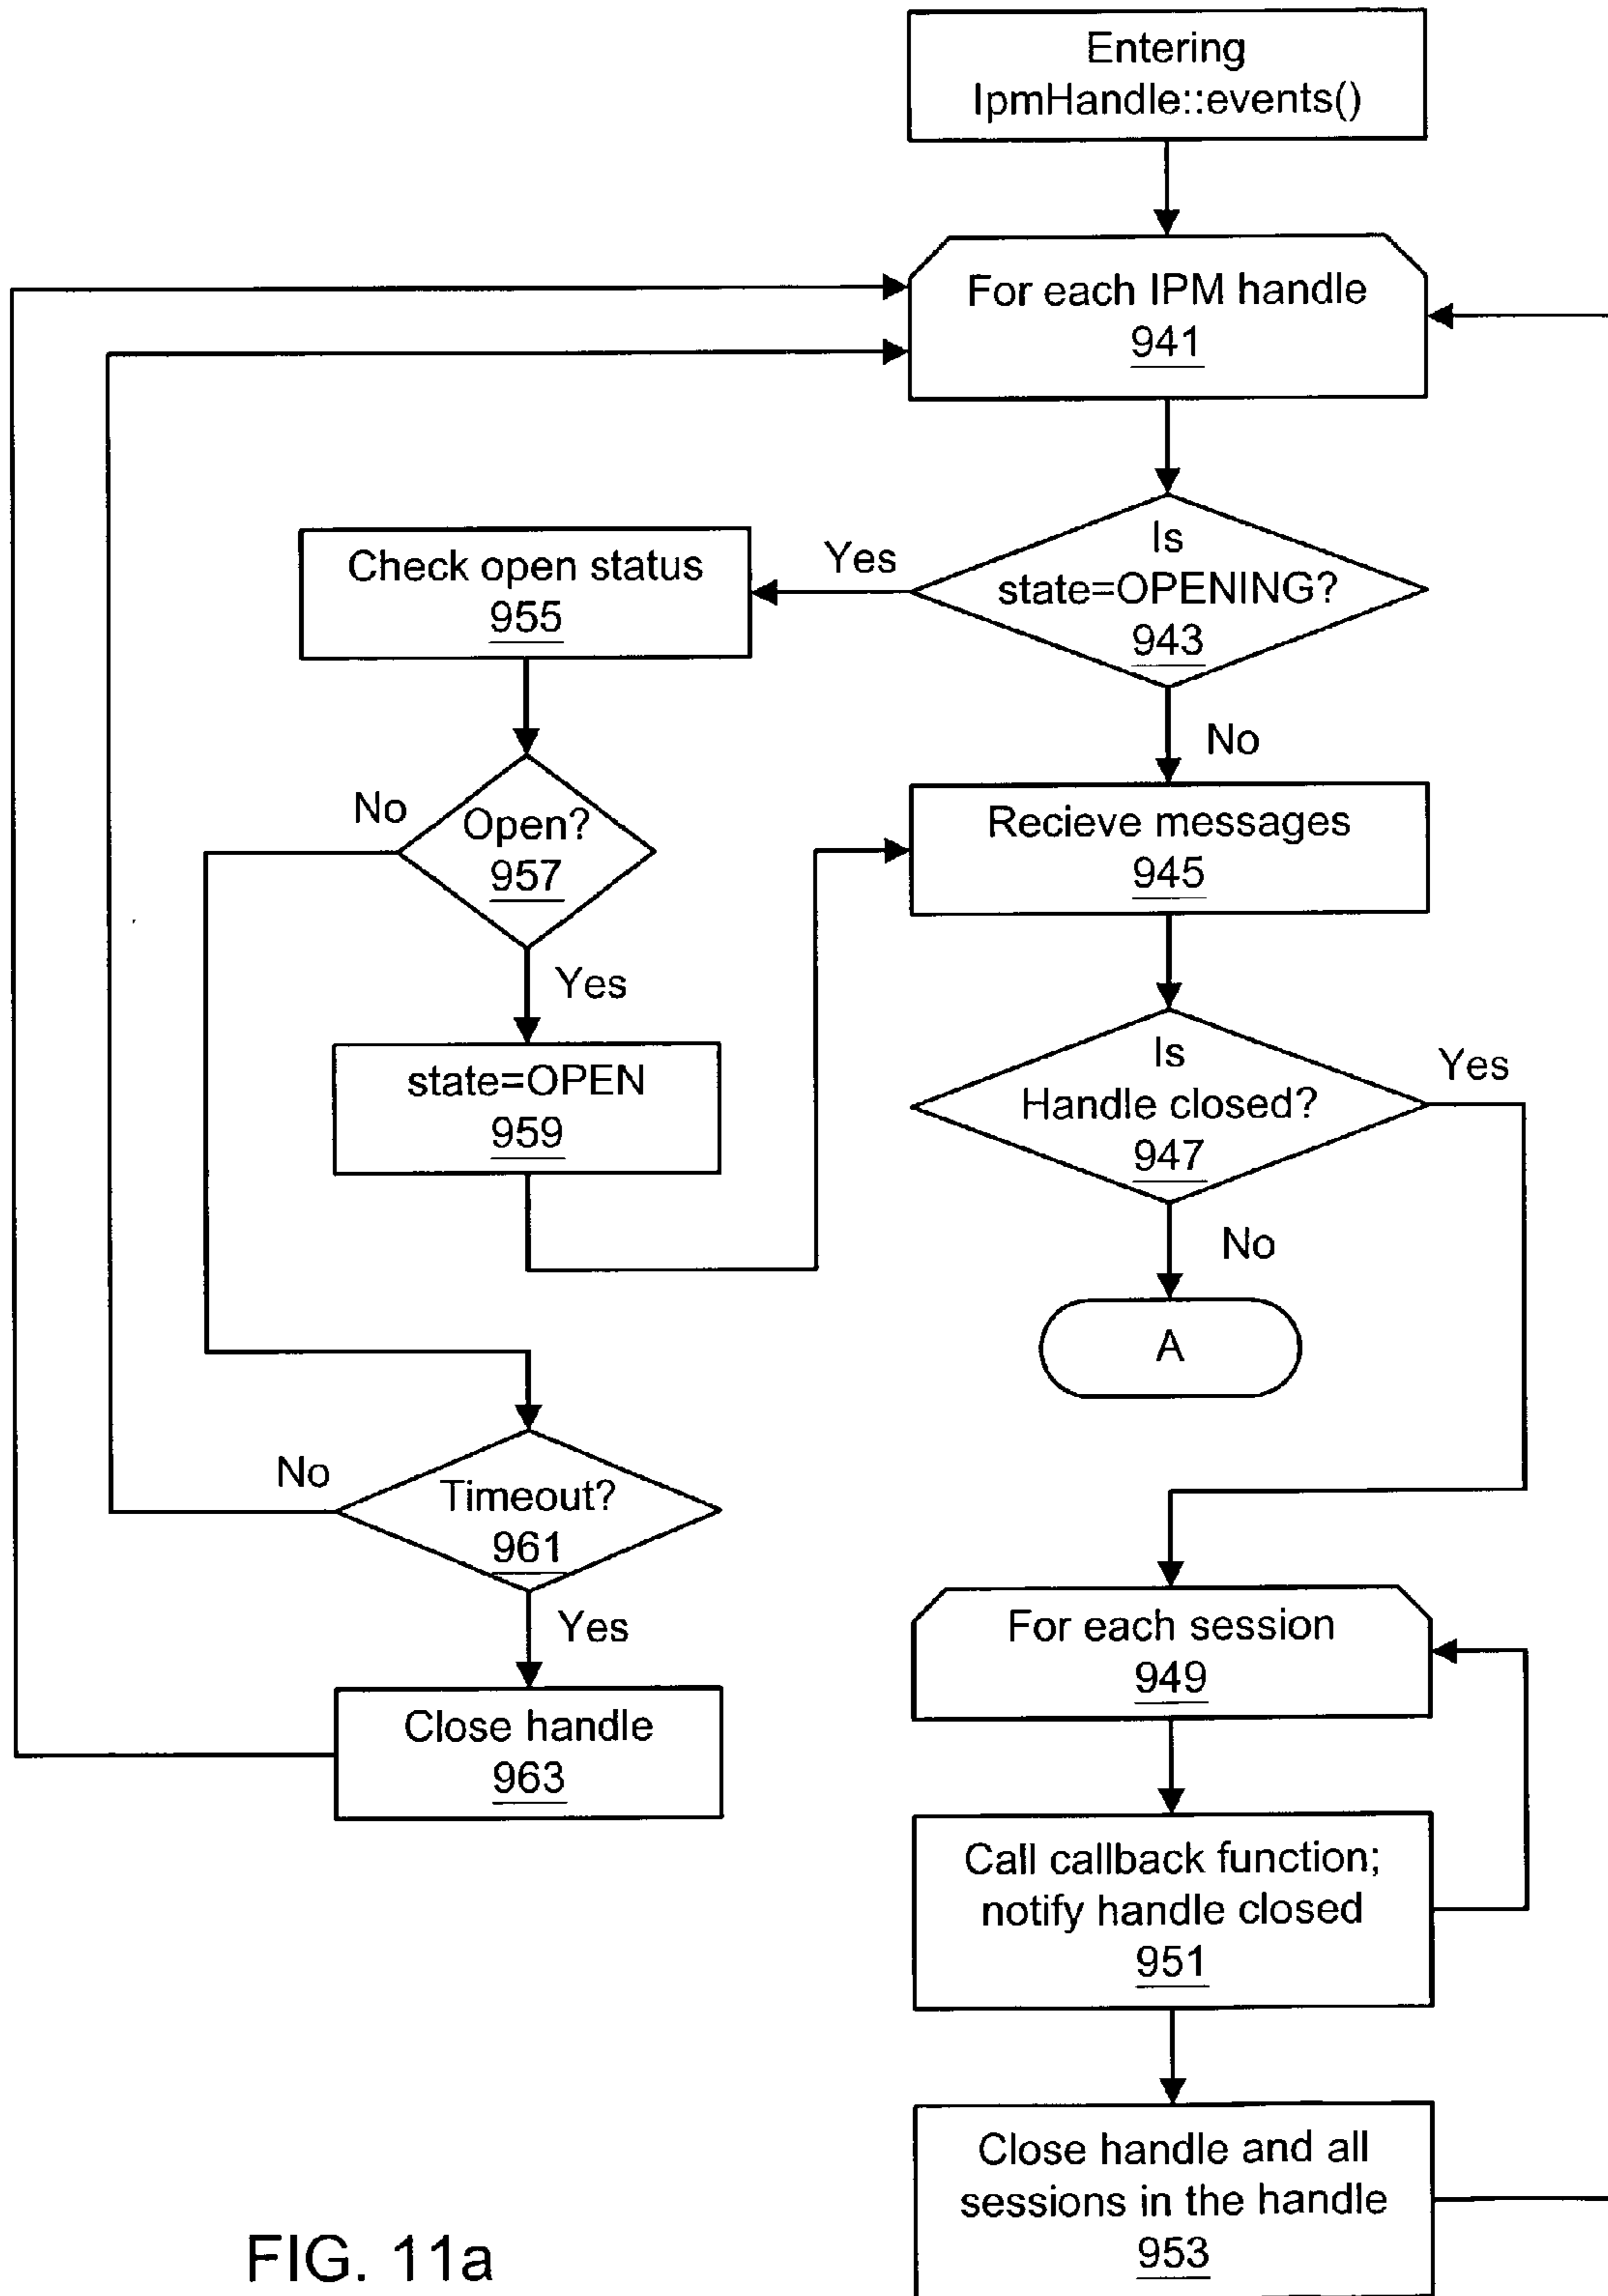 Entering
IpmHandle::events()
For each IPM handle
941
Is
state=OPENING?
943
Yes
No
Check open status
955
Open?
957
No
Yes
state=OPEN
959
Recieve messages
945
Is
Handle closed?
947
Yes
No
A
Timeout?
961
No
Yes
Close handle
963
For each session
949
Call callback function;
notify handle closed
951
Close handle and all
sessions in the handle
953
FIG. 11a